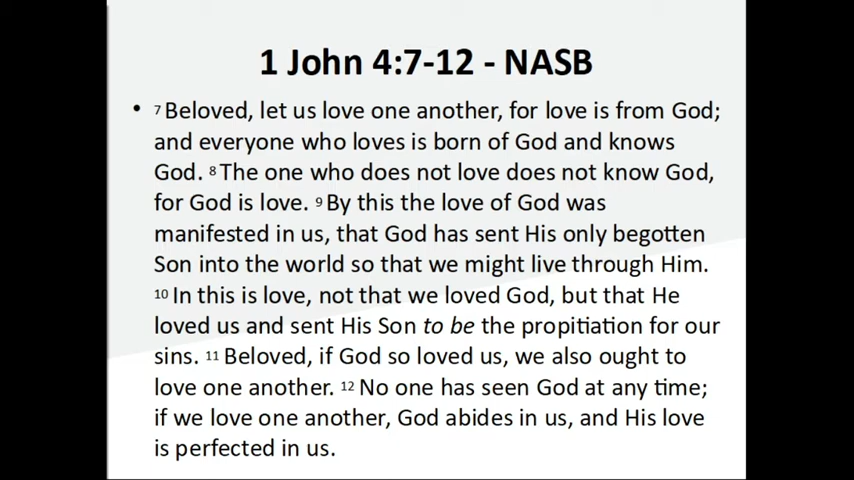 1 John 4:7-12 - NASB
• 7 Beloved, let us love one another, for love is from God;
and everyone who loves is born of God and knows
God. 8 The one who does not love does not know God,
for God is love. 9 By this the love of God was
manifested in us, that God has sent His only begotten
Son into the world so that we might live through Him.
10 In this is love, not that we loved God, but that He
loved us and sent His Son to be the propitiation for our
sins. 11 Beloved, if God so loved us, we also ought to
love one another. 12 No one has seen God at any time;
if we love one another, God abides in us, and His love
is perfected in us.